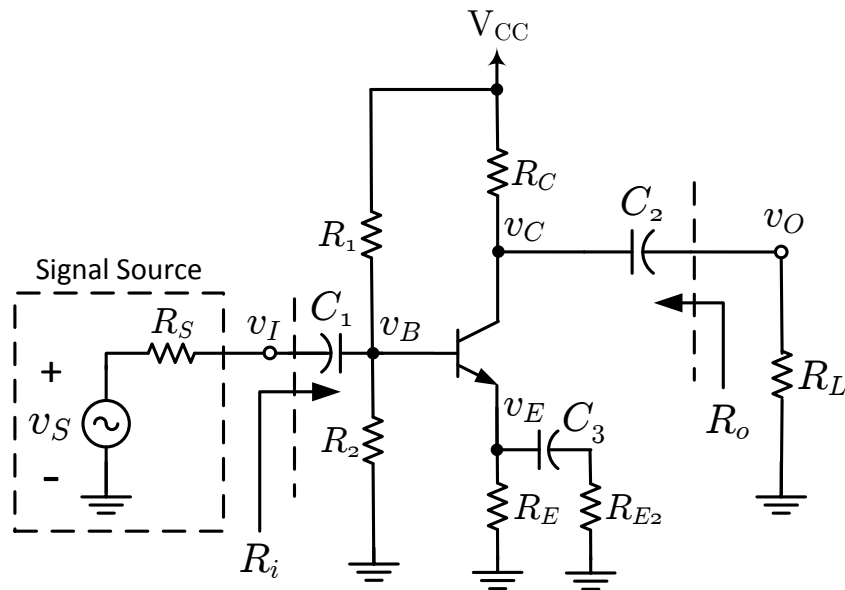 V_CC
R_C
C_2
v_O
v_C
R_1
Signal Source
R_S
v_I
C_1
v_B
R_L
+
v_S
-
v_E
C_3
R_o
R_2
R_E
R_E2
R_i